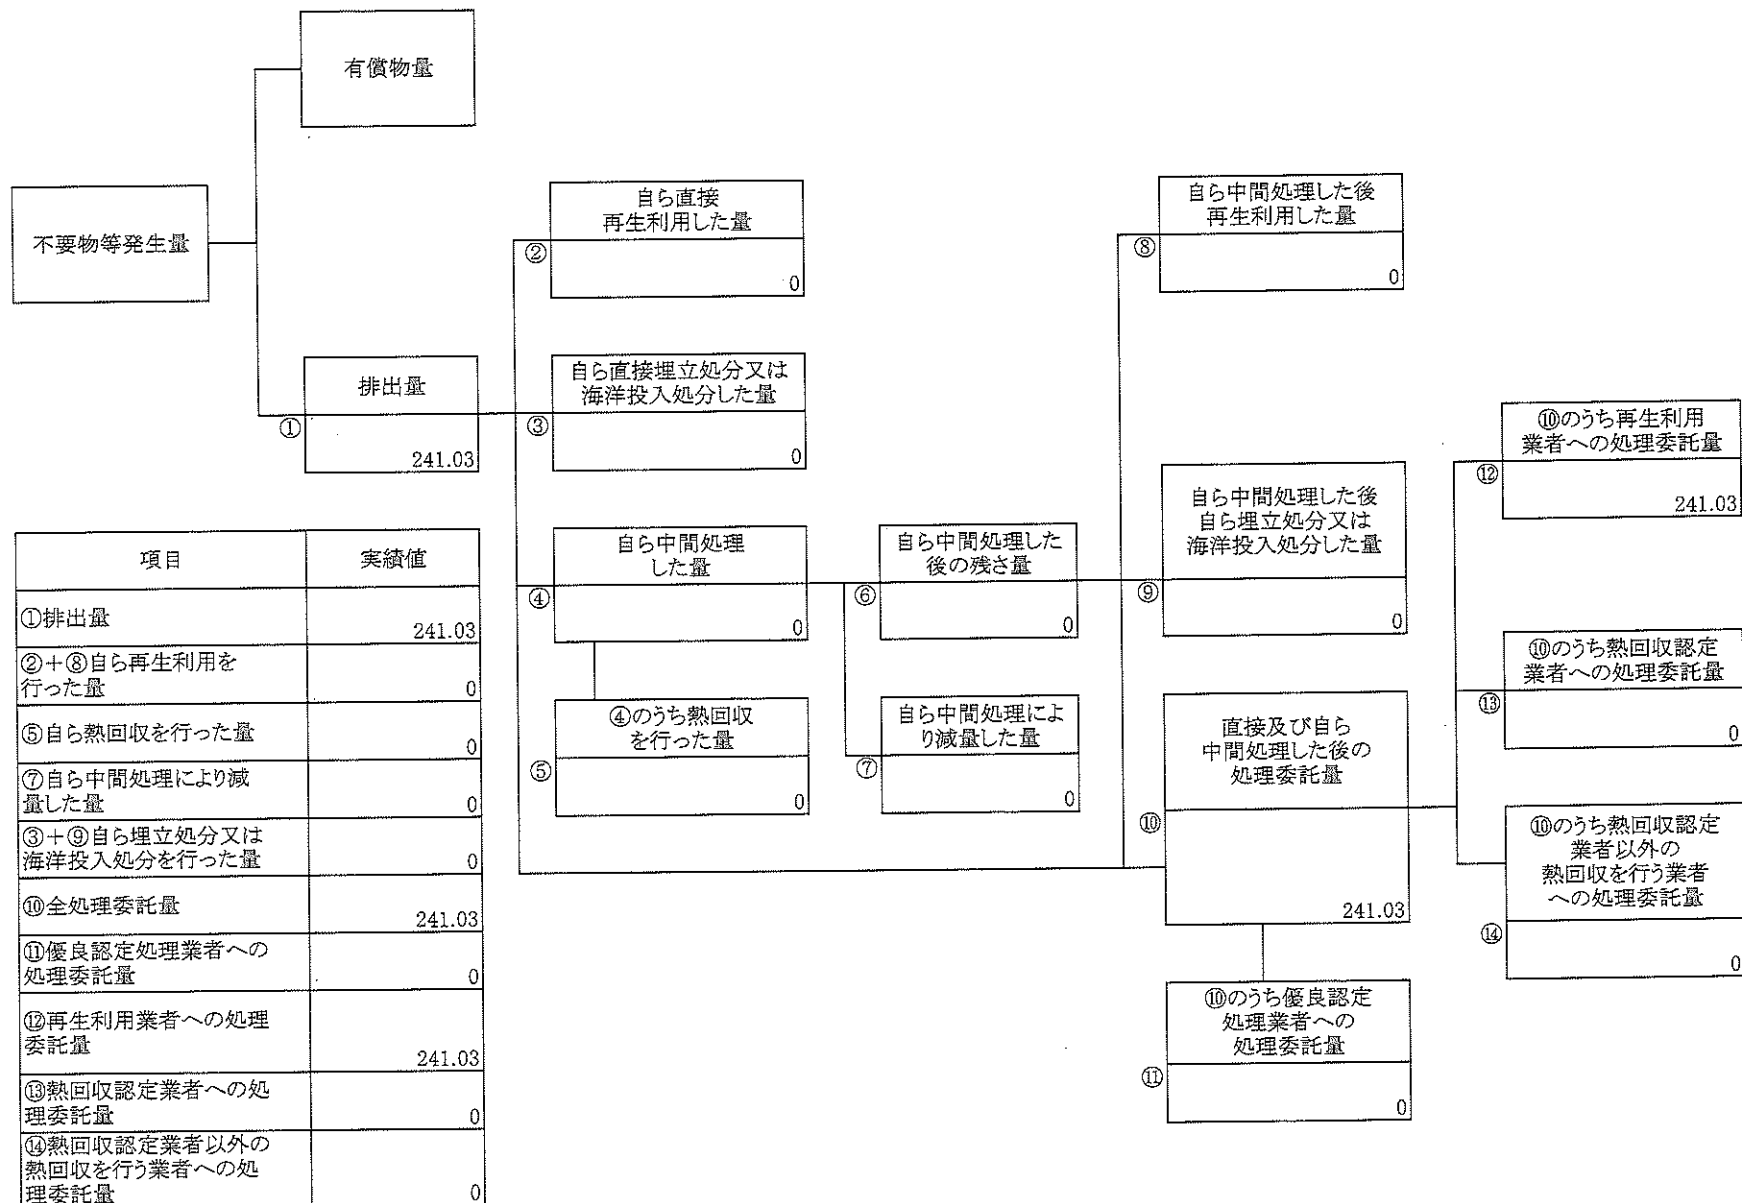 有償物量
不要物等発生量
排出量
①
241.03
自ら直接
再生利用した量
②
0
自ら直接埋立処分又は
海洋投入処分した量
③
0
自ら中間処理
した量
④
0
④のうち熱回収
を行った量
⑤
0
自ら中間処理した
後の残さ量
⑥
0
自ら中間処理によ
り減量した量
⑦
0
自ら中間処理した後
再生利用した量
⑧
0
自ら中間処理した後
自ら埋立処分又は
海洋投入処分した量
⑨
0
直接及び自ら
中間処理した後の
処理委託量
⑩
241.03
⑩のうち優良認定
処理業者への
処理委託量
⑪
0
⑩のうち再生利用
業者への処理委託量
⑫
241.03
⑩のうち熱回収認定
業者への処理委託量
⑬
0
⑩のうち熱回収認定
業者以外の
熱回収を行う業者
への処理委託量
⑭
0
項目 実績値
①排出量 241.03
②+⑧自ら再生利用を
行った量 0
⑤自ら熱回収を行った量 0
⑦自ら中間処理により減
量した量 0
③+⑨自ら埋立処分又は
海洋投入処分を行った量 0
⑩全処理委託量 241.03
⑪優良認定処理業者への
処理委託量 0
⑫再生利用業者への処理
委託量 241.03
⑬熱回収認定業者への処
理委託量 0
⑭熱回収認定業者以外の
熱回収を行う業者への処
理委託量 0